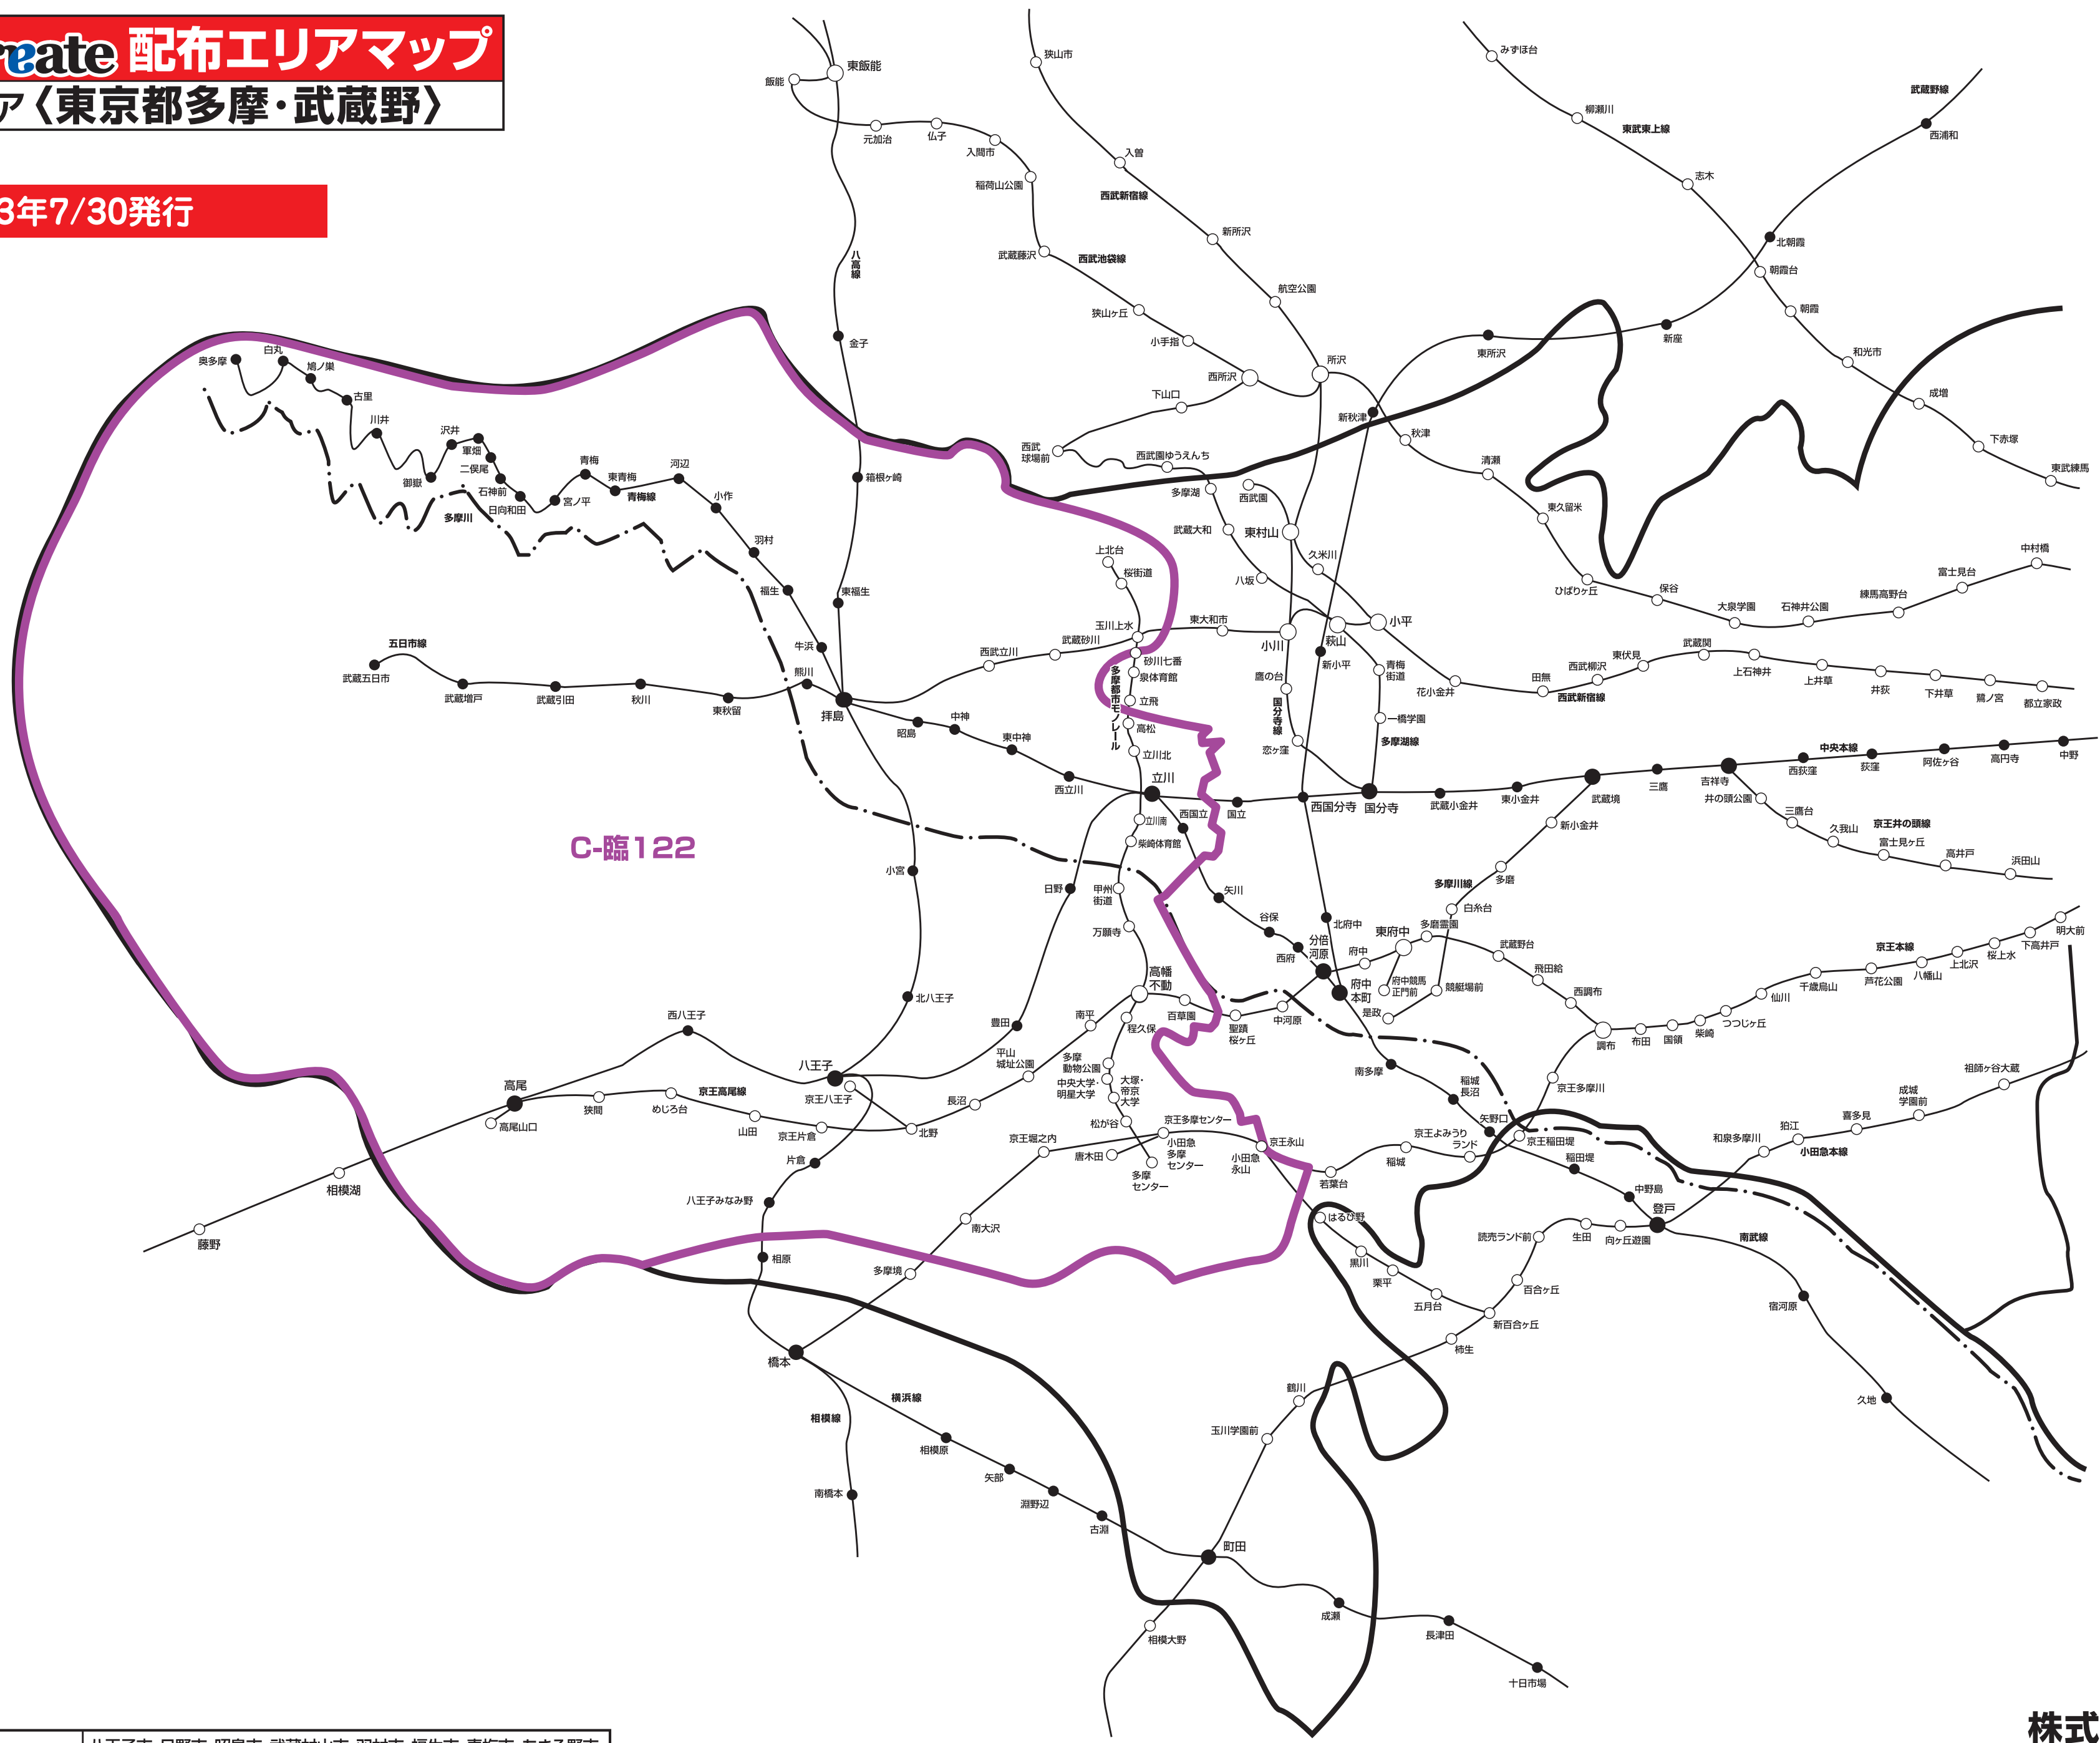 reate 配布エリアマップ
ア〈東京都多摩・武蔵野〉
3年7/30発行
東飯能
飯能
元加治
仏子
入間市
稲荷山公園
武蔵藤沢
西武池袋線
狭山ヶ丘
小手指
西所沢
下山口
西武
球場前
狭山市
入曽
西武新宿線
新所沢
航空公園
所沢
みずほ台
柳瀬川
東武東上線
志木
武蔵野線
西浦和
北朝霞
朝霞台
朝霞
和光市
成増
下赤塚
東武練馬
新座
東所沢
新秋津
秋津
清瀬
東久留米
ひばりヶ丘
保谷
大泉学園
石神井公園
練馬高野台
富士見台
中村橋
八高線
金子
箱根ヶ崎
東福生
奥多摩
白丸
鳩ノ巣
古里
川井
御嶽
沢井
軍畑
二俣尾
石神前
日向和田
宮ノ平
青梅
東青梅
青梅線
河辺
小作
羽村
福生
牛浜
多摩川
五日市線
武蔵五日市
武蔵増戸
武蔵引田
秋川
東秋留
熊川
拝島
昭島
中神
東中神
西立川
立川
西武立川
武蔵砂川
玉川上水
東大和市
上北台
桜街道
砂川七番
泉体育館
立飛
高松
立川北
多摩都市モノレール
立川南
柴崎体育館
甲州
街道
万願寺
高幡
不動
程久保
多摩
動物公園
中央大学・
明星大学
大塚・
帝京
大学
松が谷
多摩
センター
西武園ゆうえんち
多摩湖
西武園
武蔵大和
東村山
久米川
八坂
小川
萩山
小平
新小平
鷹の台
国分寺線
恋ヶ窪
青梅
街道
一橋学園
多摩湖線
花小金井
田無
西武新宿線
西武柳沢
東伏見
武蔵関
上石神井
上井草
井荻
下井草
鷺ノ宮
都立家政
西国立
国立
西国分寺
国分寺
武蔵小金井
東小金井
武蔵境
三鷹
吉祥寺
西荻窪
中央本線
荻窪
阿佐ヶ谷
高円寺
中野
井の頭公園
三鷹台
久我山
京王井の頭線
富士見ヶ丘
高井戸
浜田山
新小金井
多磨
多摩川線
白糸台
競艇場前
是政
C-臨122
小宮
北八王子
日野
豊田
八王子
京王八王子
西八王子
高尾
高尾山口
相模湖
藤野
狭間
めじろ台
京王高尾線
山田
京王片倉
北野
長沼
平山
城址公園
南平
百草園
聖蹟
桜ヶ丘
中河原
矢川
谷保
西府
分倍
河原
北府中
府中
府中
本町
東府中
府中競馬
正門前
多磨霊園
武蔵野台
飛田給
西調布
調布
布田
国領
柴崎
つつじヶ丘
仙川
千歳烏山
芦花公園
京王本線
八幡山
上北沢
桜上水
下高井戸
明大前
南多摩
稲城
長沼
矢野口
京王多摩川
京王稲田堤
稲田堤
中野島
登戸
和泉多摩川
狛江
小田急本線
喜多見
成城
学園前
祖師ヶ谷大蔵
京王よみうり
ランド
稲城
若葉台
京王永山
小田急
永山
京王多摩センター
小田急
多摩
センター
唐木田
京王堀之内
南大沢
多摩境
はるひ野
黒川
栗平
五月台
新百合ヶ丘
百合ヶ丘
読売ランド前
生田
向ヶ丘遊園
南武線
宿河原
久地
柿生
鶴川
玉川学園前
町田
相模大野
成瀬
長津田
十日市場
片倉
八王子みなみ野
相原
橋本
横浜線
相模線
相模原
南橋本
矢部
淵野辺
古淵
株式
八王子市・日野市・昭島市・武蔵村山市・羽村市・福生市・青梅市・あきる野市